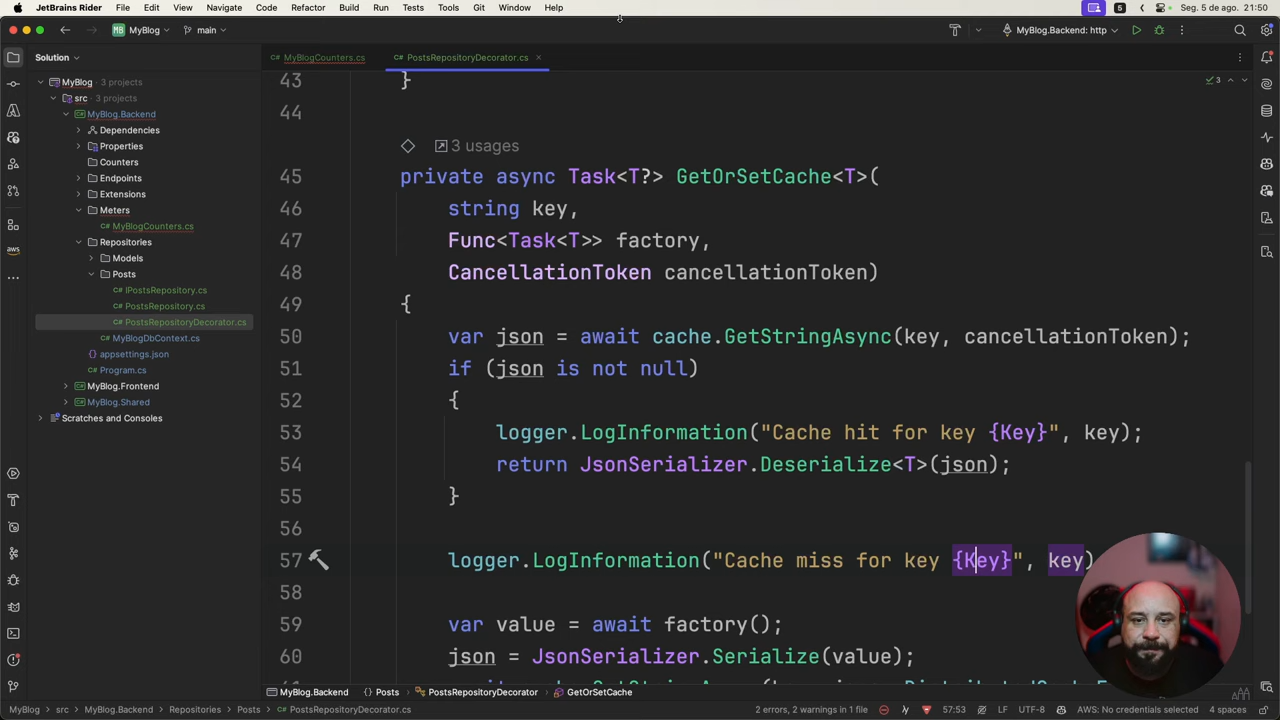 JetBrains Rider File Edit View Navigate Code Refactor Build Run Tests Tools Git Window Help
5 Seg. 5 de ago. 21:50
MB MyBlog main MyBlog.Backend: http
Solution
MyBlogCounters.cs PostsRepositoryDecorator.cs
MyBlog 3 projects
src 3 projects
MyBlog.Backend
Dependencies
Properties
Counters
Endpoints
Extensions
Meters
C# MyBlogCounters.cs
Repositories
Models
Posts
C# IPostsRepository.cs
C# PostsRepository.cs
C# PostsRepositoryDecorator.cs
C# MyBlogDbContext.cs
appsettings.json
C# Program.cs
MyBlog.Frontend
MyBlog.Shared
Scratches and Consoles
aws
3
43 }
44
3 usages
45 private async Task<T?> GetOrSetCache<T>(
46 string key,
47 Func<Task<T>> factory,
48 CancellationToken cancellationToken)
49 {
50 var json = await cache.GetStringAsync(key, cancellationToken);
51 if (json is not null)
52 {
53 logger.LogInformation("Cache hit for key {Key}", key);
54 return JsonSerializer.Deserialize<T>(json);
55 }
56
57 logger.LogInformation("Cache miss for key {Key}", key)
58
59 var value = await factory();
60 json = JsonSerializer.Serialize(value);
MyBlog.Backend Posts PostsRepositoryDecorator GetOrSetCache
MyBlog src MyBlog.Backend Repositories Posts C# PostsRepositoryDecorator.cs
2 errors, 2 warnings in 1 file 57:53 LF UTF-8 AWS: No credentials selected 4 spaces